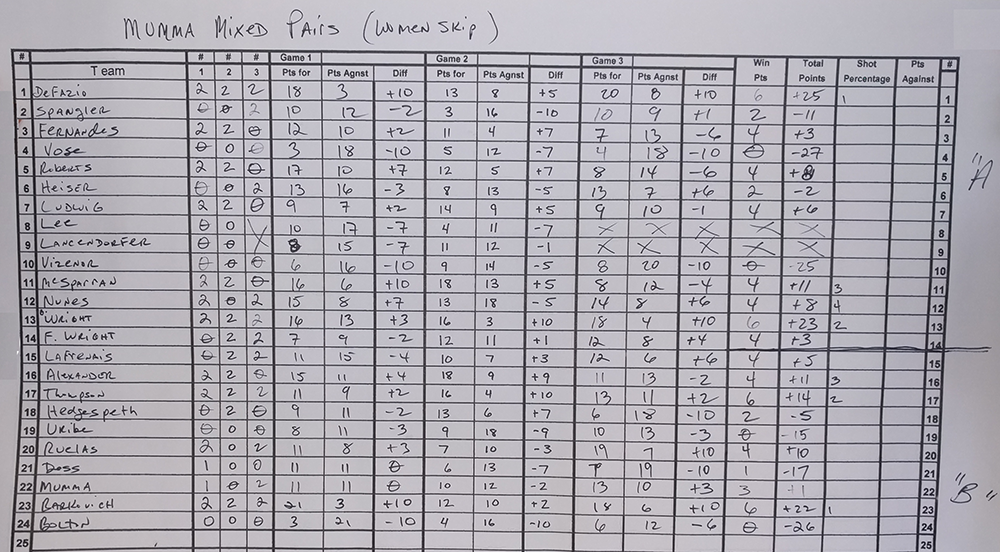 MUMMA MIXED PAIRS (WOMEN SKIP)
# # # # Game 1 Game 2 Game 3 Win Total Shot Pts #
Team 1 2 3 Pts for Pts Agnst Diff Pts for Pts Agnst Diff Pts for Pts Agnst Diff Pts Points Percentage Against
1 DeFazio 2 2 2 18 3 +10 13 8 +5 20 8 +10 6 +25 1 1
2 Spangler 0 0 2 10 12 -2 3 16 -10 10 9 +1 2 -11 2
3 Fernandes 2 2 0 12 10 +2 11 4 +7 7 13 -6 4 +3 3
4 Vose 0 0 0 3 18 -10 5 12 -7 4 18 -10 0 -27 4
5 Roberts 2 2 0 17 10 +7 12 5 +7 8 14 -6 4 +8 5
"A"
6 Heiser 0 0 2 13 16 -3 8 13 -5 13 7 +6 2 -2 6
7 Ludwig 2 2 0 9 7 +2 14 9 +5 9 10 -1 4 +6 7
8 Lee 0 0 X 10 17 -7 4 11 -7 X X X X X 8
9 Langendorfer 0 0 X 8 15 -7 11 12 -1 X X X X X 9
10 Vizenor 0 0 0 6 16 -10 9 14 -5 8 20 -10 0 -25 10
11 McSparran 2 2 0 16 6 +10 18 13 +5 8 12 -4 4 +11 3 11
12 Nunes 2 0 2 15 8 +7 13 18 -5 14 8 +6 4 +8 4 12
13 Wright 2 2 2 16 13 +3 16 3 +10 18 4 +10 6 +23 2 13
14 F. Wright 0 2 2 7 9 -2 12 11 +1 12 8 +4 4 +3 14
15 Laffenais 0 2 2 11 15 -4 10 7 +3 12 6 +6 4 +5 15
16 Alexander 2 2 0 15 11 +4 18 9 +9 11 13 -2 4 +11 3 16
17 Thompson 2 2 2 11 9 +2 16 4 +10 13 11 +2 6 +14 2 17
18 Hedgespeth 0 2 0 9 11 -2 13 6 +7 6 18 -10 2 -5 18
19 Uribe 0 0 0 8 11 -3 9 18 -9 10 13 -3 0 -15 19
20 Ruelas 2 0 2 11 8 +3 7 10 -3 19 7 +10 4 +10 20
21 Doss 1 0 0 11 11 0 6 13 -7 19 -10 1 -17 21
22 Mumma 1 0 2 11 11 0 10 12 -2 13 10 +3 3 +1 22
"B"
23 Barkovich 2 2 2 21 3 +10 12 10 +2 18 6 +10 6 +22 1 23
24 Bolton 0 0 0 3 21 -10 4 16 -10 6 12 -6 0 -26 24
25 25